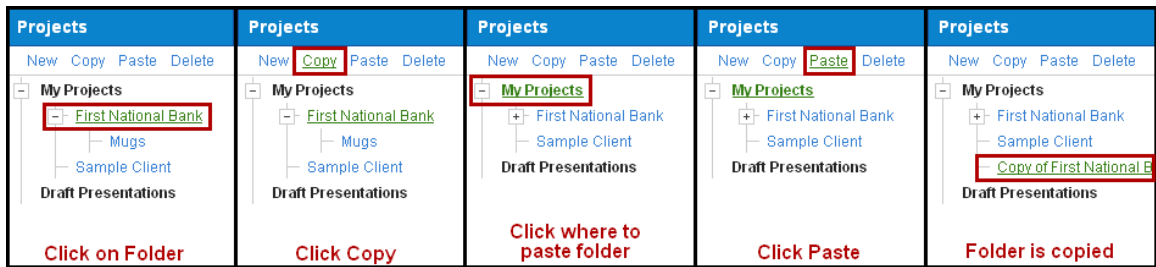 Projects
New Copy Paste Delete
My Projects
First National Bank
Mugs
Sample Client
Draft Presentations
Click on Folder
Projects
New Copy Paste Delete
My Projects
First National Bank
Mugs
Sample Client
Draft Presentations
Click Copy
Projects
New Copy Paste Delete
My Projects
First National Bank
Sample Client
Draft Presentations
Click where to
paste folder
Projects
New Copy Paste Delete
My Projects
First National Bank
Sample Client
Draft Presentations
Click Paste
Projects
New Copy Paste Delete
My Projects
First National Bank
Sample Client
Copy of First National B
Draft Presentations
Folder is copied